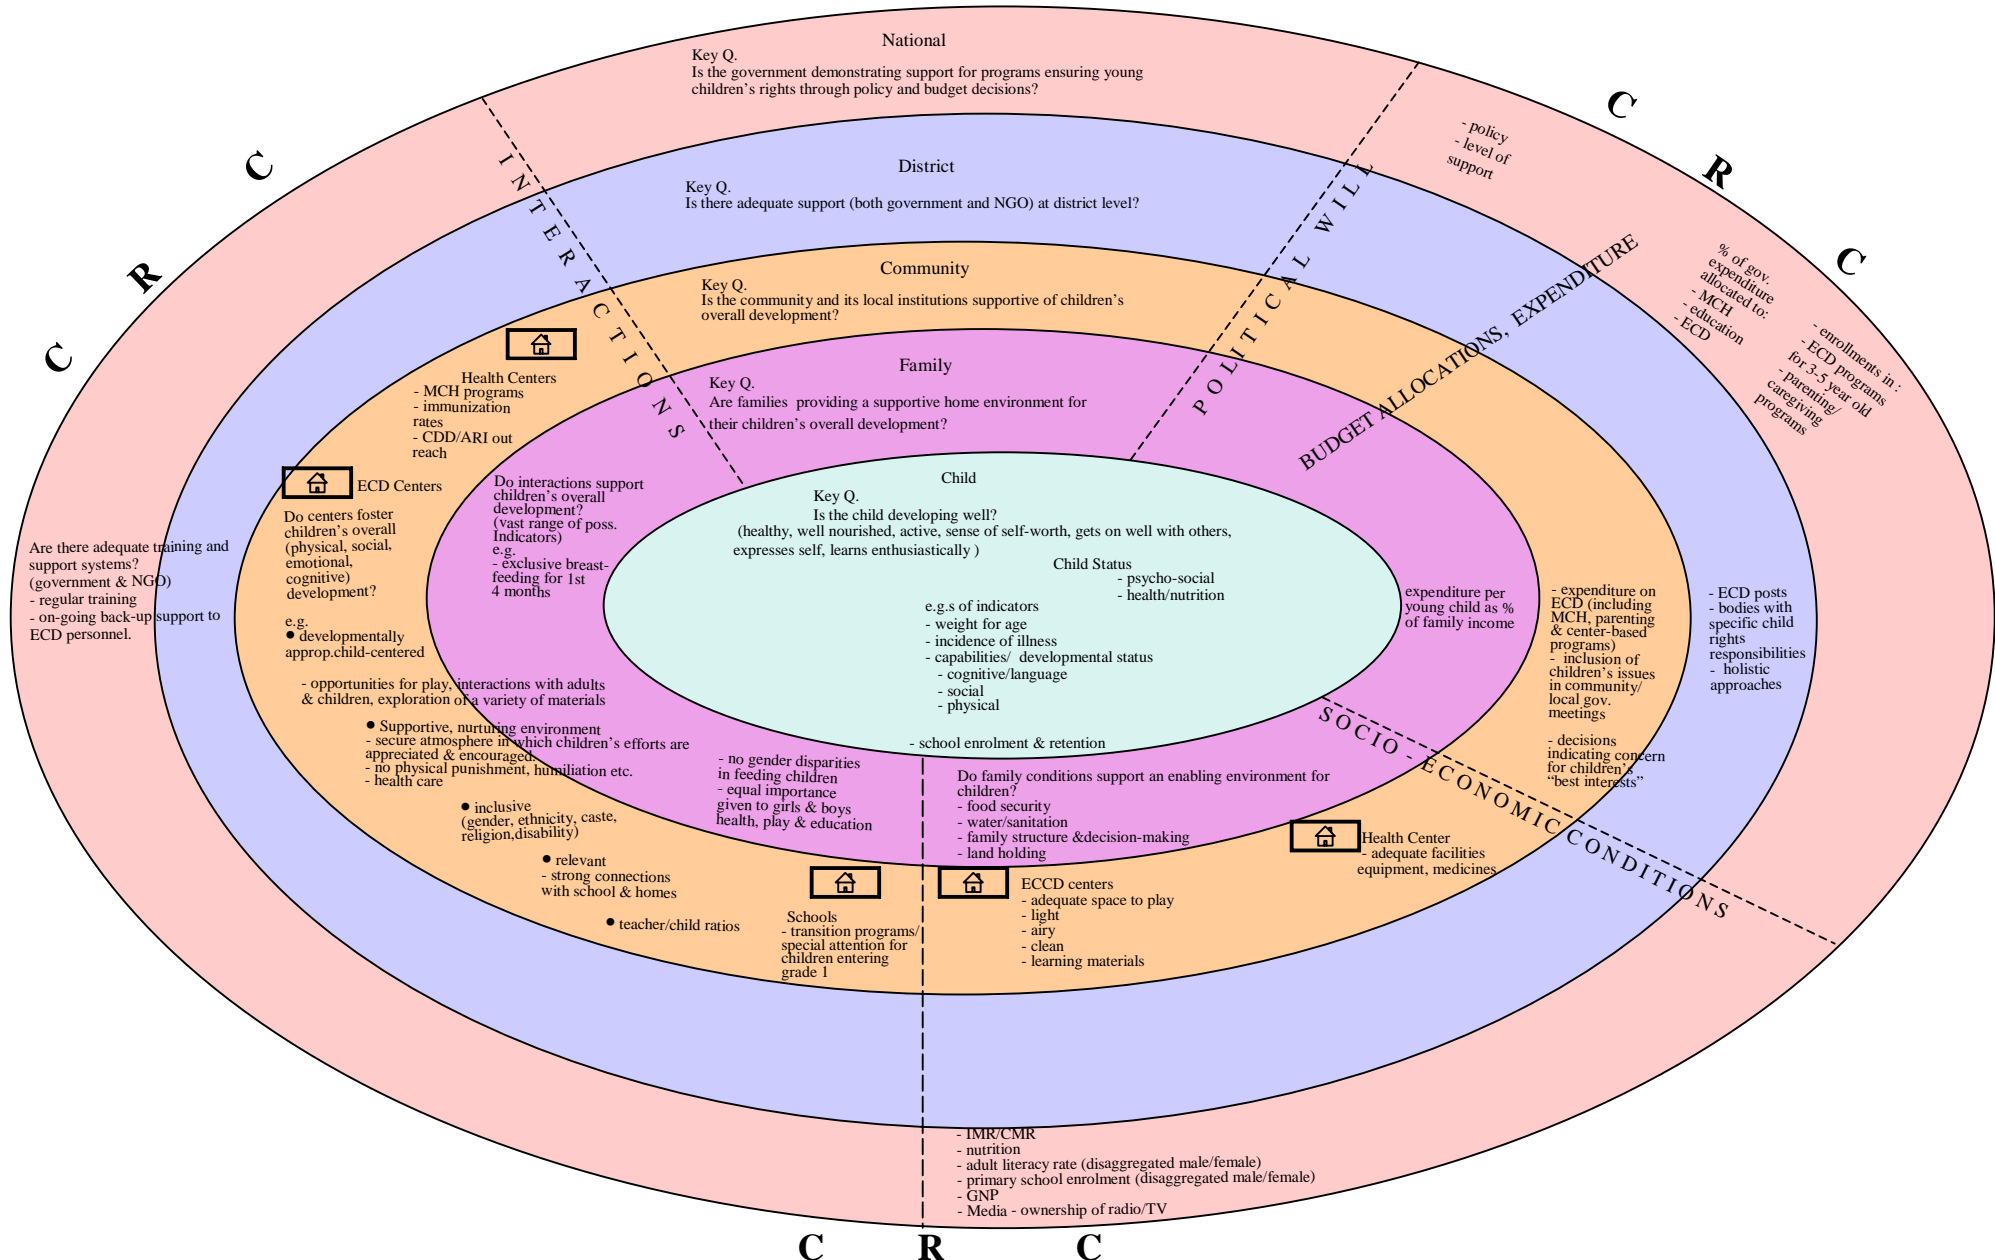 National
Key Q.
Is the government demonstrating support for programs ensuring young
children's rights through policy and budget decisions?
District
Key Q.
Is there adequate support (both government and NGO) at district level?
Community
Key Q.
Is the community and its local institutions supportive of children's
overall development?
Family
Key Q.
Are families providing a supportive home environment for
their children's overall development?
Child
Key Q.
Is the child developing well?
(healthy, well nourished, active, sense of self-worth, gets on well with others,
expresses self, learns enthusiastically )
Child Status
- psycho-social
- health/nutrition
e.g.s of indicators
- weight for age
- incidence of illness
- capabilities/ developmental status
- cognitive/language
- social
- physical
- school enrolment & retention
C R C
INTERACTIONS
Health Centers
- MCH programs
- immunization
rates
- CDD/ARI out
reach
ECD Centers
Do centers foster
children's overall
(physical, social,
emotional,
cognitive)
development?
e.g.
● developmentally
approp.child-centered
- opportunities for play, interactions with adults
& children, exploration of a variety of materials
● Supportive, nurturing environment
- secure atmosphere in which children's efforts are
appreciated & encouraged.
- no physical punishment, humiliation etc.
- health care
● inclusive
(gender, ethnicity, caste,
religion,disability)
● relevant
- strong connections
with school & homes
● teacher/child ratios
Schools
- transition programs/
special attention for
children entering
grade 1
Are there adequate training and
support systems?
(government & NGO)
- regular training
- on-going back-up support to
ECD personnel.
Do interactions support
children's overall
development?
(vast range of poss.
Indicators)
e.g.
- exclusive breast-
feeding for 1st
4 months
- no gender disparities
in feeding children
- equal importance
given to girls & boys
health, play & education
POLITICAL WILL
BUDGET ALLOCATIONS, EXPENDITURE
C R C
- policy
- level of
support
% of gov.
expenditure
allocated to:
- MCH
- education
- ECD
- enrollments in :
- ECD programs
for 3-5 year old
- parenting/
caregiving
programs
expenditure per
young child as %
of family income
- expenditure on
ECD (including
MCH, parenting
& center-based
programs)
- inclusion of
children's issues
in community/
local gov.
meetings
- decisions
indicating concern
for children's
"best interests"
- ECD posts
- bodies with
specific child
rights
responsibilities
- holistic
approaches
SOCIO - ECONOMIC CONDITIONS
Do family conditions support an enabling environment for
children?
- food security
- water/sanitation
- family structure &decision-making
- land holding
Health Center
- adequate facilities
equipment, medicines
ECCD centers
- adequate space to play
- light
- airy
- clean
- learning materials
- IMR/CMR
- nutrition
- adult literacy rate (disaggregated male/female)
- primary school enrolment (disaggregated male/female)
- GNP
- Media - ownership of radio/TV
C R C